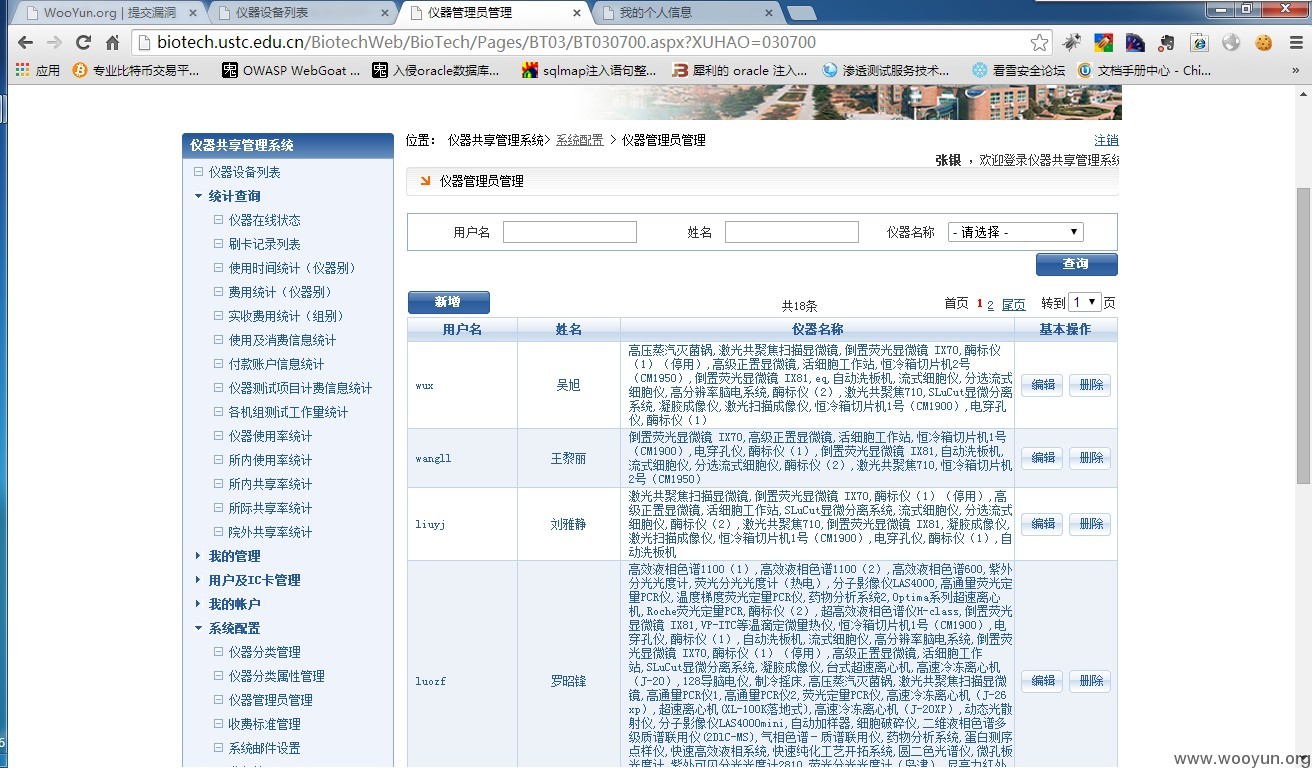 WooYun.org | 提交漏洞
仪器设备列表
仪器管理员管理
我的个人信息
biotech.ustc.edu.cn/BiotechWeb/BioTech/Pages/BT03/BT030700.aspx?XUHAO=030700
应用
专业比特币交易平...
OWASP WebGoat ...
入侵oracle数据库...
sqlmap注入语句整...
犀利的 oracle 注入...
渗透测试服务技术...
看雪安全论坛
文档手册中心 - Chi...
»
仪器共享管理系统
仪器设备列表
统计查询
仪器在线状态
刷卡记录列表
使用时间统计（仪器别）
费用统计（仪器别）
实收费用统计（组别）
使用及消费信息统计
付款账户信息统计
仪器测试项目计费信息统计
各机组测试工作量统计
仪器使用率统计
所内使用率统计
所内共享率统计
所际共享率统计
院外共享率统计
我的管理
用户及IC卡管理
我的帐户
系统配置
仪器分类管理
仪器分类属性管理
仪器管理员管理
收费标准管理
系统邮件设置
位置： 仪器共享管理系统> 系统配置 > 仪器管理员管理
注销
张银 ，欢迎登录仪器共享管理系统
仪器管理员管理
用户名 姓名 仪器名称 - 请选择 -
查询
新增
共18条
首页 1 2 尾页 转到 1 页
用户名 姓名 仪器名称 基本操作
wux
吴旭
高压蒸汽灭菌锅,激光共聚焦扫描显微镜,倒置荧光显微镜 IX70,酶标仪
（1）（停用）,高级正置显微镜,活细胞工作站,恒冷箱切片机2号
（CM1950）,倒置荧光显微镜 IX81,eq,自动洗板机,流式细胞仪,分选流式
细胞仪,高分辨率脑电系统,酶标仪（2）,激光共聚焦710,SLuCut显微分离
系统,凝胶成像仪,激光扫描成像仪,恒冷箱切片机1号（CM1900）,电穿孔
仪,酶标仪（1）
编辑 删除
wangll
王黎丽
倒置荧光显微镜 IX70,高级正置显微镜,活细胞工作站,恒冷箱切片机1号
（CM1900）,电穿孔仪,酶标仪（1）,倒置荧光显微镜 IX81,自动洗板机,
流式细胞仪,分选流式细胞仪,酶标仪（2）,激光共聚焦710,恒冷箱切片机
2号（CM1950）
编辑 删除
liuyj
刘雅静
激光共聚焦扫描显微镜,倒置荧光显微镜 IX70,酶标仪（1）（停用）,高
级正置显微镜,活细胞工作站,SLuCut显微分离系统,流式细胞仪,分选流式
细胞仪,酶标仪（2）,激光共聚焦710,倒置荧光显微镜 IX81,凝胶成像仪,
激光扫描成像仪,恒冷箱切片机1号（CM1900）,电穿孔仪,酶标仪（1）,自
动洗板机
编辑 删除
luozf
罗昭锋
高效液相色谱1100（1）,高效液相色谱1100（2）,高效液相色谱600,紫外
分光光度计,荧光分光光度计（热电）,分子影像仪LAS4000,高通量荧光定
量PCR仪,温度梯度荧光定量PCR仪,药物分析系统2,Optima系列超速离心
机,Roche荧光定量PCR,酶标仪（2）,超高效液相色谱仪H-class,倒置荧光
显微镜 IX81,VP-ITC等温滴定微量热仪,恒冷箱切片机1号（CM1900）,电
穿孔仪,酶标仪（1）,自动洗板机,流式细胞仪,高分辨率脑电系统,倒置荧
光显微镜 IX70,酶标仪（1）（停用）,高级正置显微镜,活细胞工作
站,SLuCut显微分离系统,凝胶成像仪,台式超速离心机,高速冷冻离心机
（J-20）,128导脑电仪,制冷摇床,高压蒸汽灭菌锅,激光共聚焦扫描显微
镜,高通量PCR仪1,高通量PCR仪2,荧光定量PCR仪,高速冷冻离心机（J-26
xp）,超速离心机(XL-100K落地式),高速冷冻离心机（J-20XP）,动态光散
射仪,分子影像仪LAS4000mini,自动加样器,细胞破碎仪,二维液相色谱多
级质谱联用仪(2DLC-MS),气相色谱－质谱联用仪,药物分析系统,蛋白测序
点样仪,快速高效液相系统,快速纯化工艺开拓系统,圆二色光谱仪,微孔板
光度计,紫外可见分光光度计2810,荧光分光光度计（岛津）,显高力红外
编辑 删除
www.wooyun.org